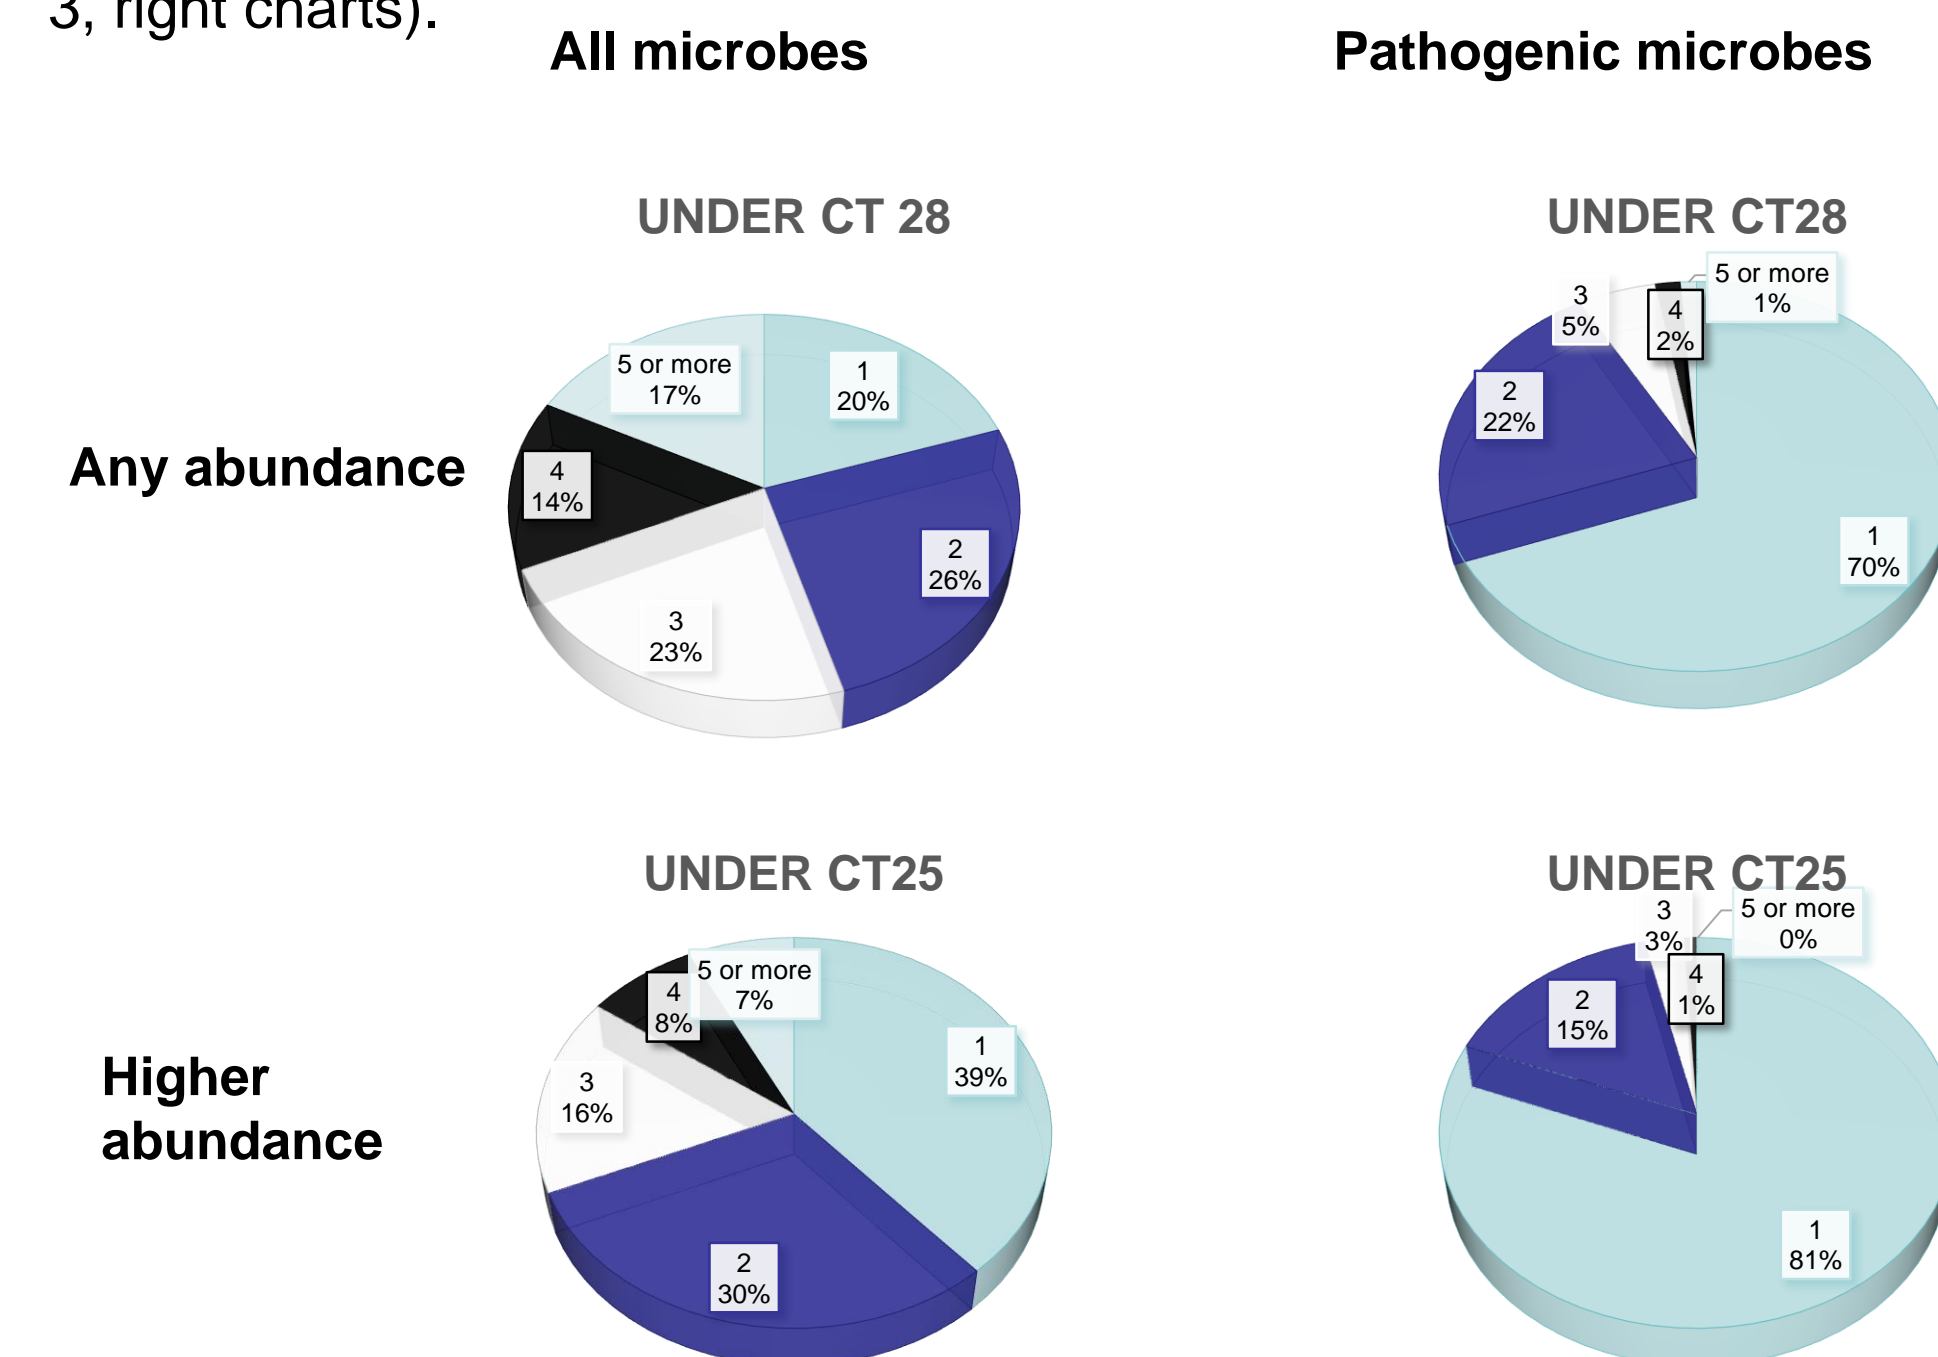 3, right charts).
All microbes
Pathogenic microbes
UNDER CT 28
5 or more
17%
1
20%
4
14%
2
26%
3
23%
UNDER CT28
3
5%
4
2%
5 or more
1%
2
22%
1
70%
Any abundance
UNDER CT25
4
8%
5 or more
7%
1
39%
3
16%
2
30%
UNDER CT25
3
3%
5 or more
0%
4
1%
2
15%
1
81%
Higher
abundance